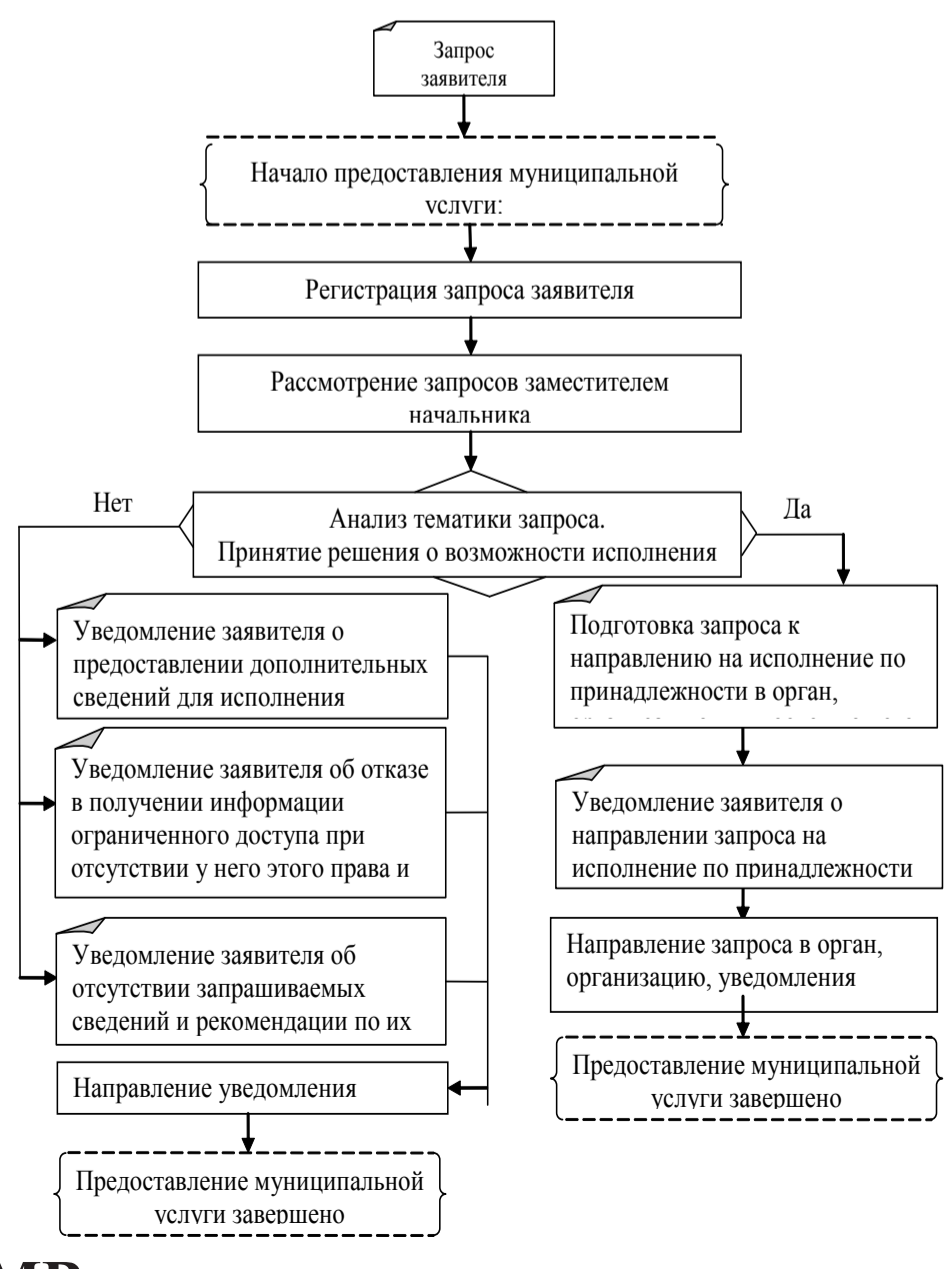 Запрос
заявителя
Начало предоставления муниципальной
услуги:
Регистрация запроса заявителя
Рассмотрение запросов заместителем
начальника
Анализ тематики запроса.
Принятие решения о возможности исполнения
Нет
Да
Уведомление заявителя о
предоставлении дополнительных
сведений для исполнения
Уведомление заявителя об отказе
в получении информации
ограниченного доступа при
отсутствии у него этого права и
Уведомление заявителя об
отсутствии запрашиваемых
сведений и рекомендации по их
Направление уведомления
Предоставление муниципальной
услуги завершено
Подготовка запроса к
направлению на исполнение по
принадлежности в орган,
Уведомление заявителя о
направлении запроса на
исполнение по принадлежности
Направление запроса в орган,
организацию, уведомления
Предоставление муниципальной
услуги завершено